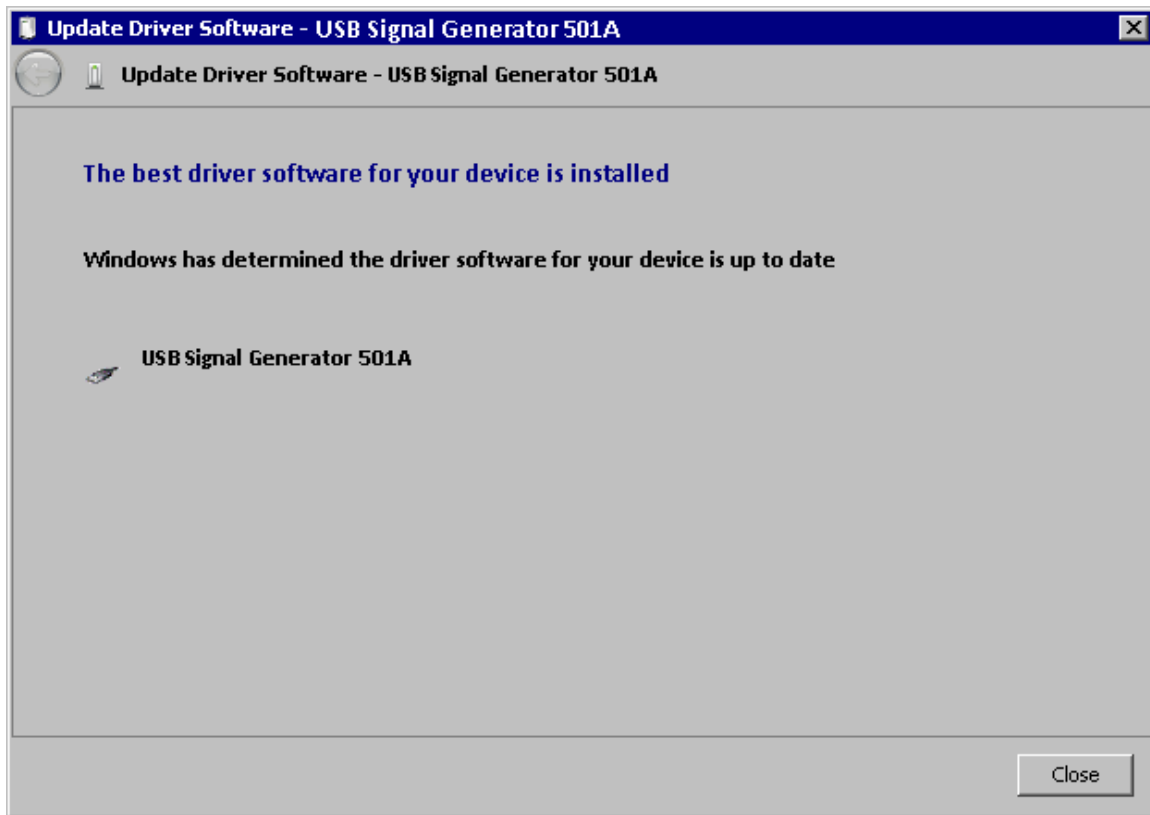 Update Driver Software - USB Signal Generator 501A
Update Driver Software - USB Signal Generator 501A
The best driver software for your device is installed
Windows has determined the driver software for your device is up to date
USB Signal Generator 501A
Close